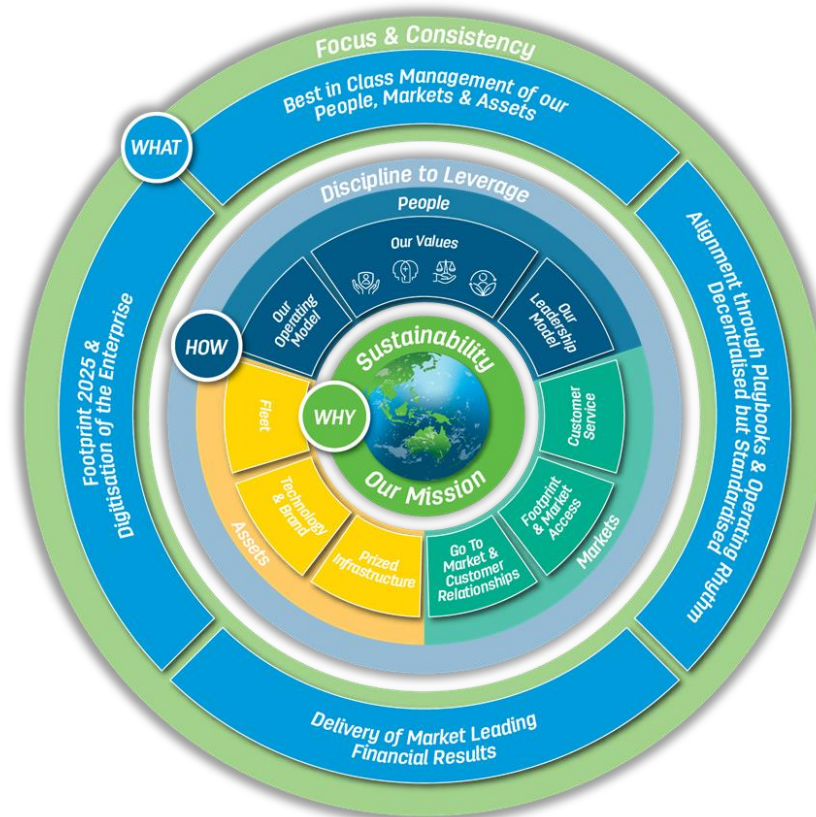 Focus & Consistency
Best in Class Management of our
People, Markets & Assets
WHAT
Alignment through Playbooks & Operating Rhythm
Decentralised but Standardised
Footprint 2025 &
Digitisation of the Enterprise
Delivery of Market Leading
Financial Results
Discipline to Leverage
People
Our Values
Our
Operating
Model
Our
Leadership
Model
HOW
Fleet
Technology
& Brand
Prized
Infrastructure
Assets
Customer
Service
Footprint
& Market
Access
Go To
Market &
Customer
Relationships
Markets
WHY
Sustainability
Our Mission